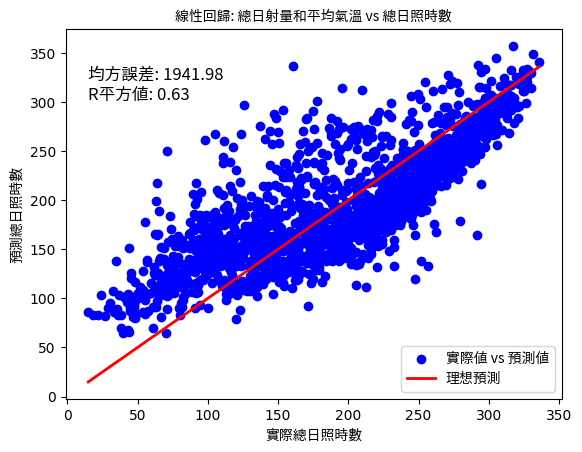 線性回歸: 總日射量和平均氣溫 vs 總日照時數
均方誤差: 1941.98
R平方值: 0.63
預測總日照時數
350
300
250
200
150
100
50
0
實際值 vs 預測值
理想預測
0 50 100 150 200 250 300 350
實際總日照時數